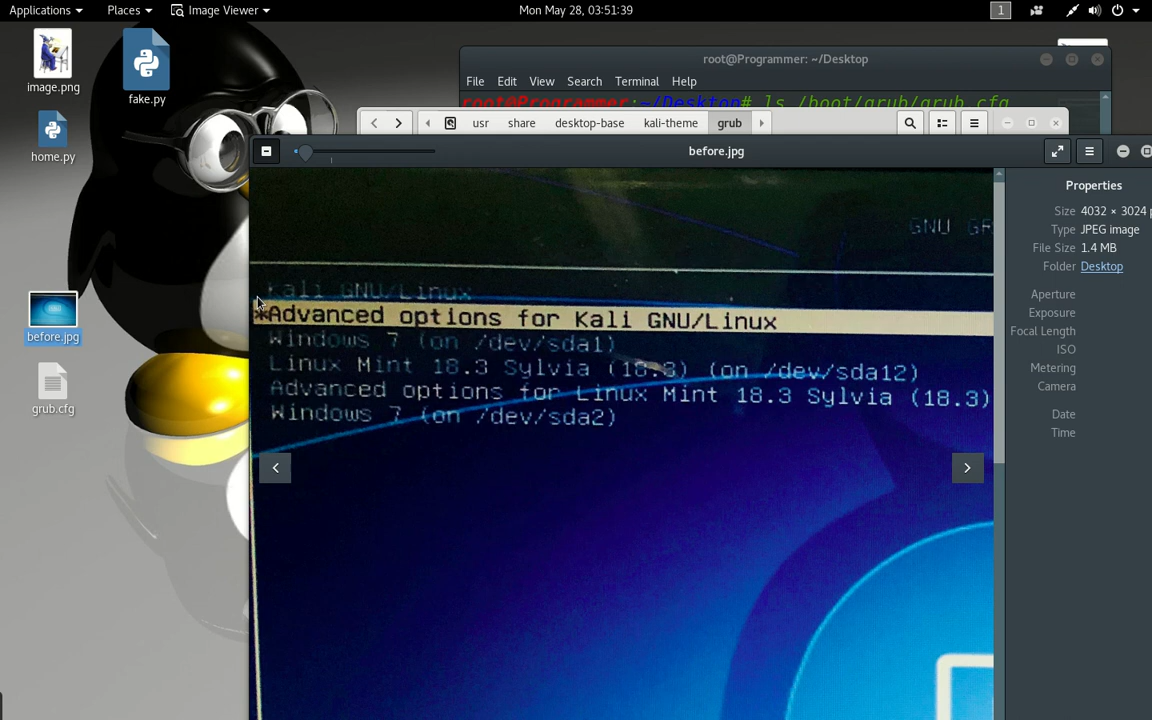 Applications Places Image Viewer Mon May 28, 03:51:39 1
image.png
fake.py
home.py
before.jpg
grub.cfg
root@Programmer: ~/Desktop
File Edit View Search Terminal Help
root@Programmer:~/Desktop# ls /boot/grub/grub.cfg
usr share desktop-base kali-theme grub
before.jpg
GNU GR
Kali GNU/Linux
*Advanced options for Kali GNU/Linux
Windows 7 (on /dev/sda1)
Linux Mint 18.3 Sylvia (18.3) (on /dev/sda12)
Advanced options for Linux Mint 18.3 Sylvia (18.3)
Windows 7 (on /dev/sda2)
Properties
Size 4032 × 3024 p
Type JPEG image
File Size 1.4 MB
Folder Desktop
Aperture
Exposure
Focal Length
ISO
Metering
Camera
Date
Time